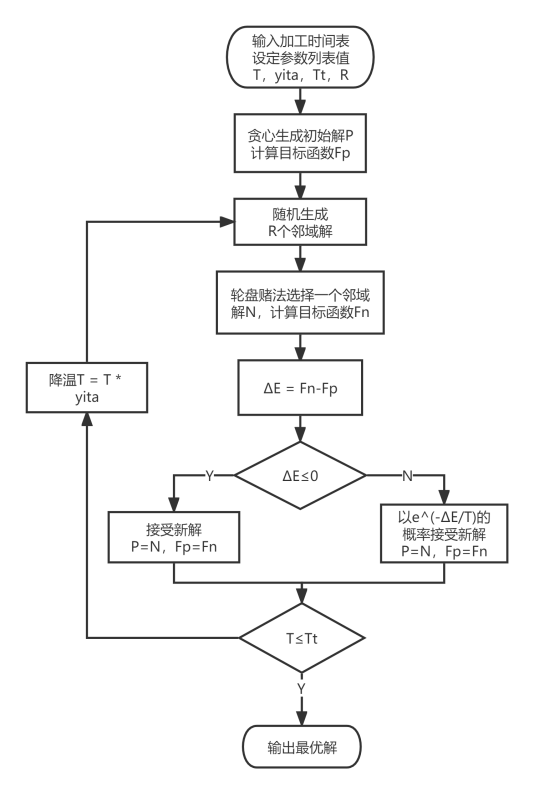 输入加工时间表
设定参数列表值
T，yita，Tt，R
贪心生成初始解P
计算目标函数Fp
随机生成
R个邻域解
轮盘赌法选择一个邻域
解N，计算目标函数Fn
降温T = T *
yita
ΔE = Fn-Fp
ΔE≤0
Y
N
接受新解
P=N，Fp=Fn
以e^(-ΔE/T)的
概率接受新解
P=N，Fp=Fn
T≤Tt
Y
输出最优解